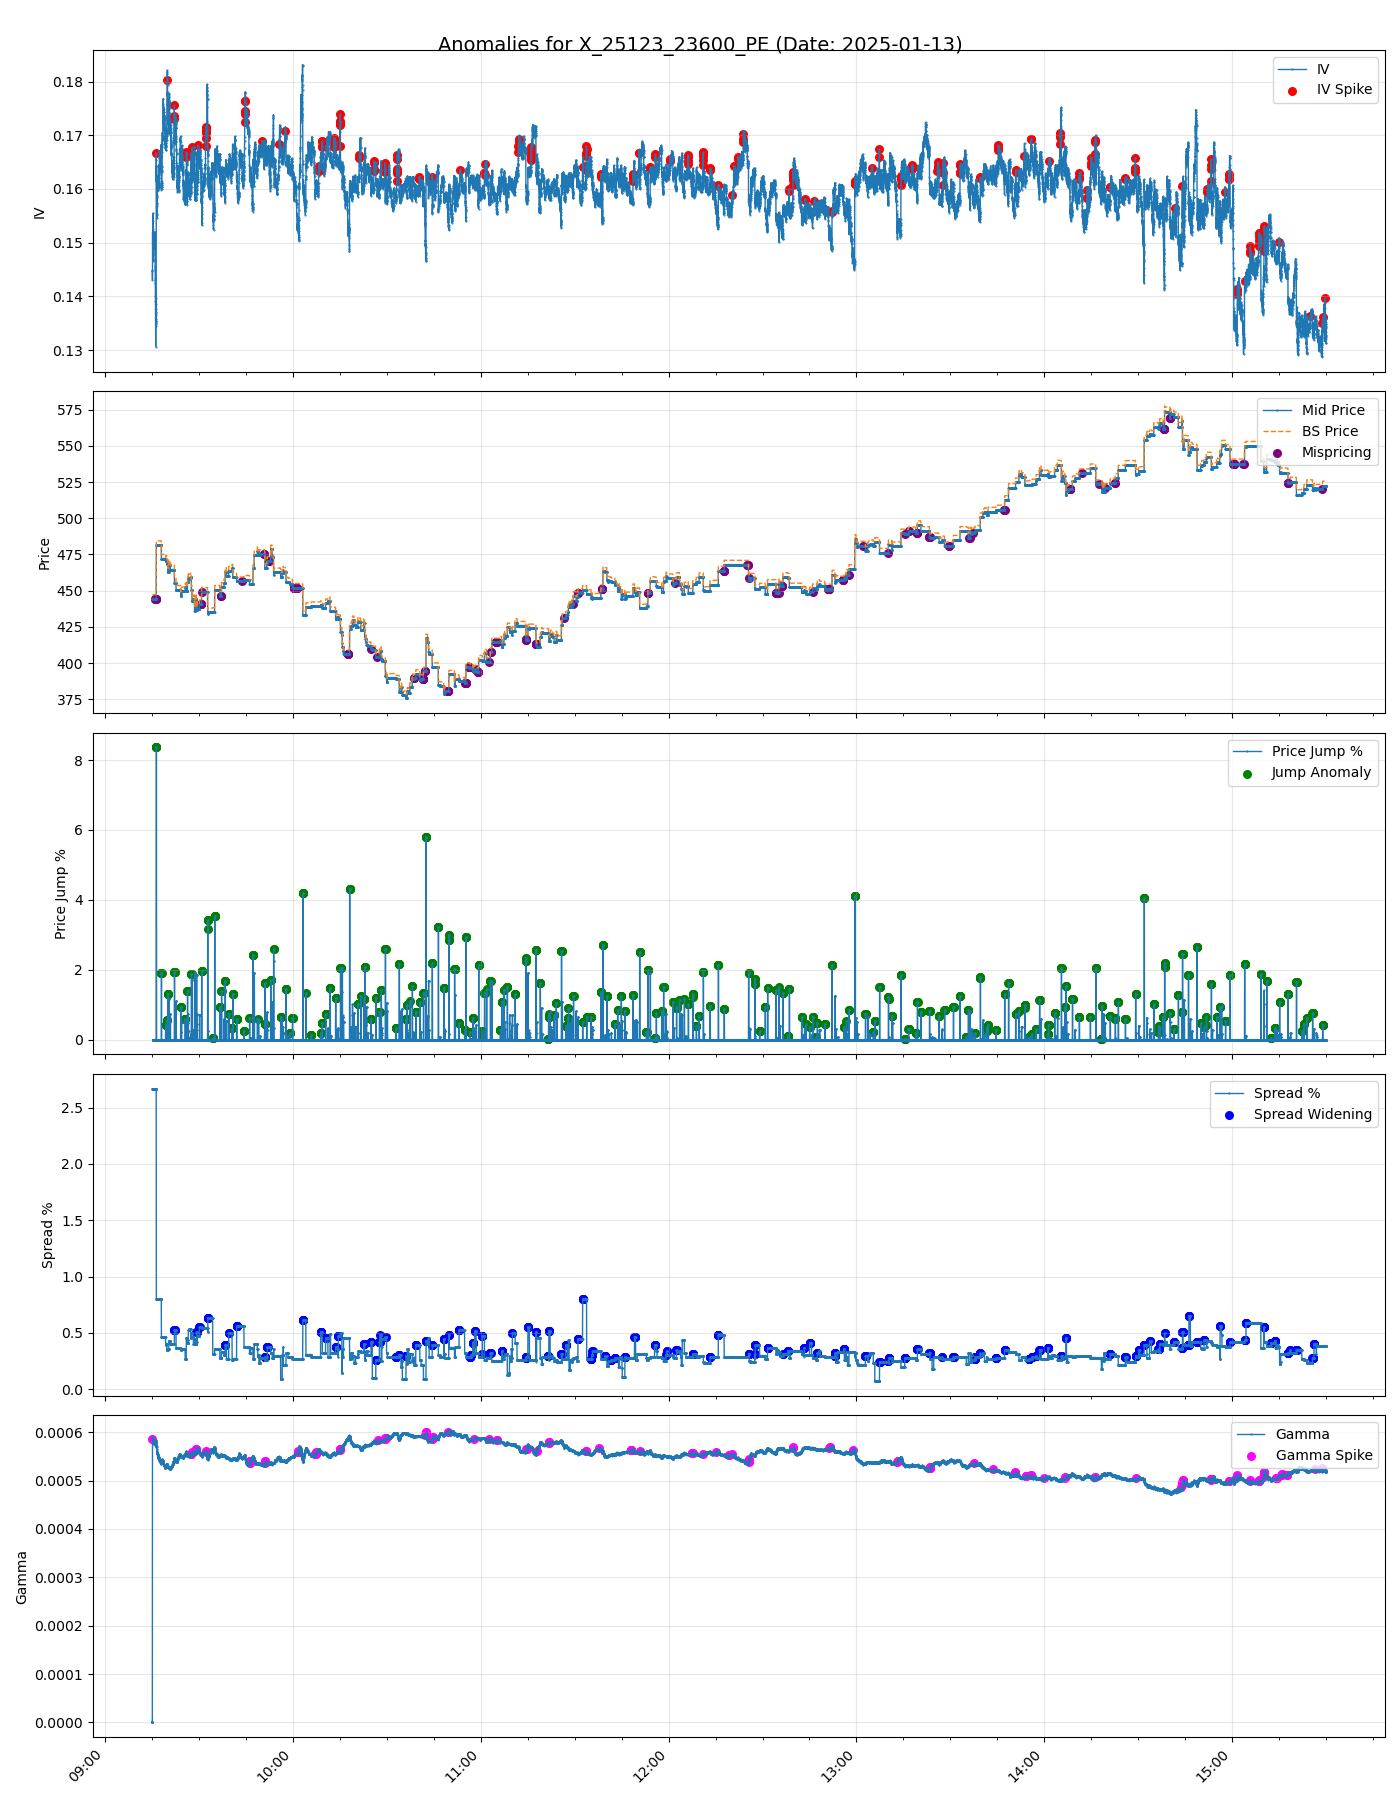 Anomalies for X_25123_23600_PE (Date: 2025-01-13)
IV
IV Spike
0.18
0.17
0.16
0.15
0.14
0.13
IV
Mid Price
BS Price
Mispricing
575
550
525
500
475
450
425
400
375
Price
Price Jump %
Jump Anomaly
8
6
4
2
0
Price Jump %
Spread %
Spread Widening
2.5
2.0
1.5
1.0
0.5
0.0
Spread %
Gamma
Gamma Spike
0.0006
0.0005
0.0004
0.0003
0.0002
0.0001
0.0000
Gamma
09:00
10:00
11:00
12:00
13:00
14:00
15:00